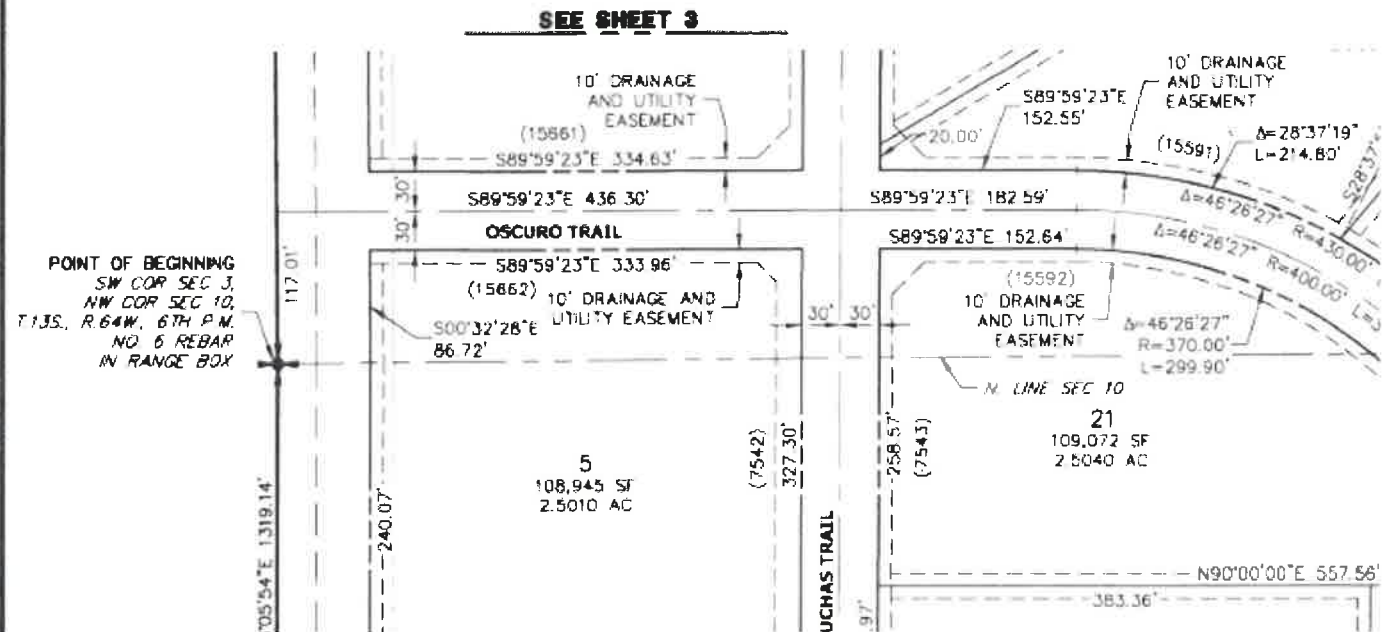 SEE SHEET 3
10' DRAINAGE
AND UTILITY
EASEMENT
(15661)
S89°59'23"E 334.63'
30'
30'
S89°59'23"E 436.30'
OSCURO TRAIL
S89°59'23"E 333.96'
(15662)
10' DRAINAGE AND
UTILITY EASEMENT
S00°32'28"E
86.72'
117.01'
POINT OF BEGINNING
SW COR SEC 3,
NW COR SEC 10,
T.13S., R.64W., 6TH P.M.
NO. 6 REBAR
IN RANGE BOX
10' DRAINAGE
AND UTILITY
EASEMENT
S89°59'23"E
152.55'
20.00'
(15591)
Δ=28°37'19"
L=214.80'
S89°59'23"E 182.59'
S89°59'23"E 152.64'
Δ=46°26'27"
R=430.00'
Δ=46°26'27"
R=400.00'
(15592)
10' DRAINAGE
AND UTILITY
EASEMENT
Δ=46°26'27"
R=370.00'
L=299.90'
30'
30'
N. LINE SEC 10
5
108,945 SF
2.5010 AC
21
109,072 SF
2.5040 AC
(7542)
327.30'
258.57'
(7543)
240.07'
05'54"E 1319.14'
UCHAS TRAIL
.97'
N90°00'00"E 557.56'
383.36'